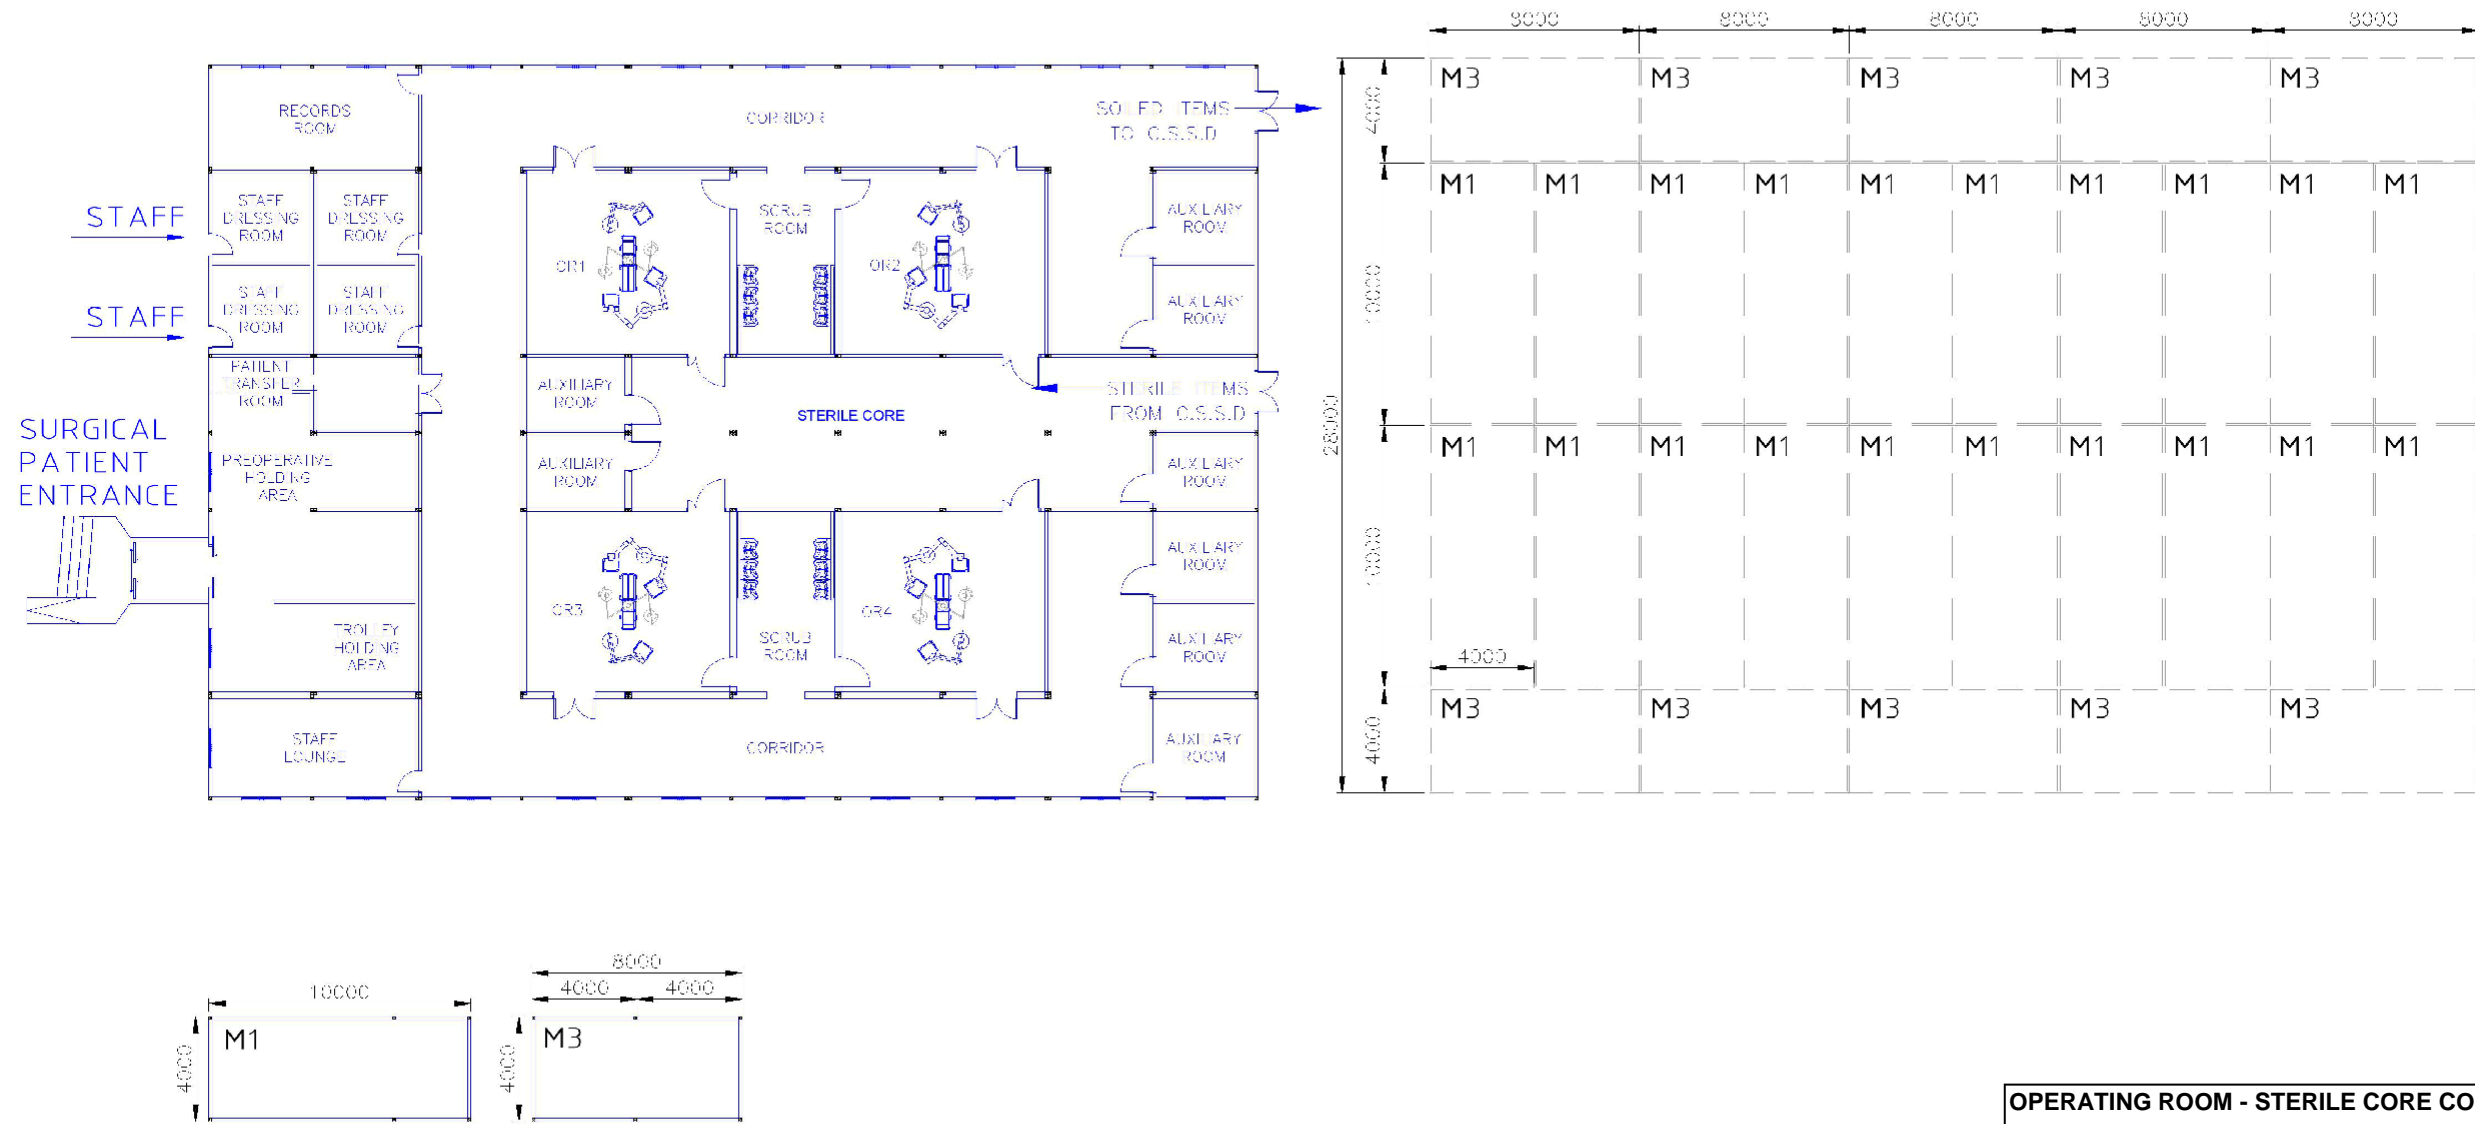 8000 8000 8000 8000 8000
RECORDS
ROOM
CORRIDOR
SOILED ITEMS
TO C.S.S.D
STAFF
STAFF
DRESSING
ROOM
STAFF
DRESSING
ROOM
SCRUB
ROOM
AUXILIARY
ROOM
OR1
OR2
STAFF
STAFF
DRESSING
ROOM
STAFF
DRESSING
ROOM
AUXILIARY
ROOM
PATIENT
TRANSFER
ROOM
AUXILIARY
ROOM
STERILE CORE
STERILE ITEMS
FROM C.S.S.D
SURGICAL
PATIENT
ENTRANCE
PREOPERATIVE
HOLDING
AREA
AUXILIARY
ROOM
AUXILIARY
ROOM
AUXILIARY
ROOM
OR3
OR4
TROLLEY
HOLDING
AREA
SCRUB
ROOM
AUXILIARY
ROOM
STAFF
LOUNGE
CORRIDOR
AUXILIARY
ROOM
28000
4000
M3 M3 M3 M3 M3
10000
M1 M1 M1 M1 M1 M1 M1 M1 M1 M1
10000
M1 M1 M1 M1 M1 M1 M1 M1 M1 M1
4000
4000
M3 M3 M3 M3 M3
10000
4000
M1
8000
4000 4000
4000
M3
OPERATING ROOM - STERILE CORE CO